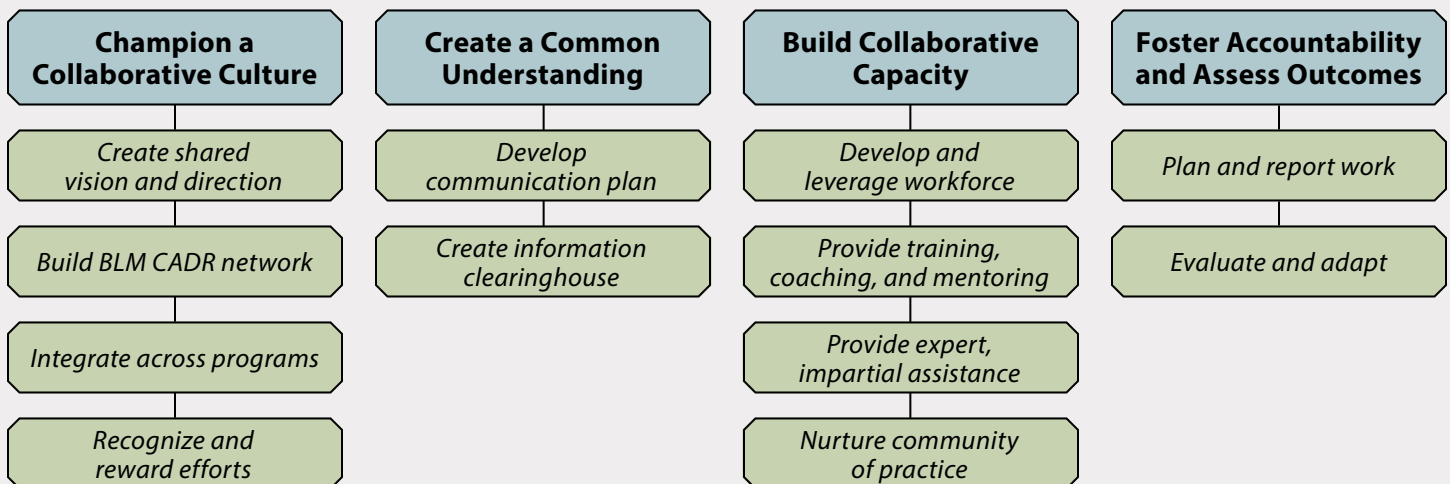 Champion a
Collaborative Culture
Create shared
vision and direction
Build BLM CADR network
Integrate across programs
Recognize and
reward efforts
Create a Common
Understanding
Develop
communication plan
Create information
clearinghouse
Build Collaborative
Capacity
Develop and
leverage workforce
Provide training,
coaching, and mentoring
Provide expert,
impartial assistance
Nurture community
of practice
Foster Accountability
and Assess Outcomes
Plan and report work
Evaluate and adapt